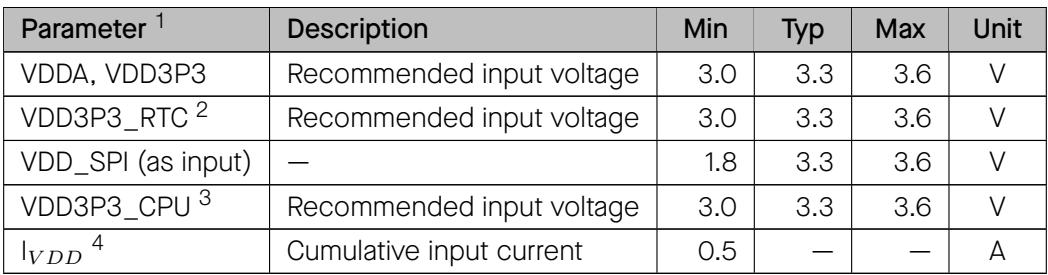 Parameter 1 Description Min Typ Max Unit
VDDA, VDD3P3 Recommended input voltage 3.0 3.3 3.6 V
VDD3P3_RTC 2 Recommended input voltage 3.0 3.3 3.6 V
VDD_SPI (as input) — 1.8 3.3 3.6 V
VDD3P3_CPU 3 Recommended input voltage 3.0 3.3 3.6 V
IVDD 4 Cumulative input current 0.5 — — A